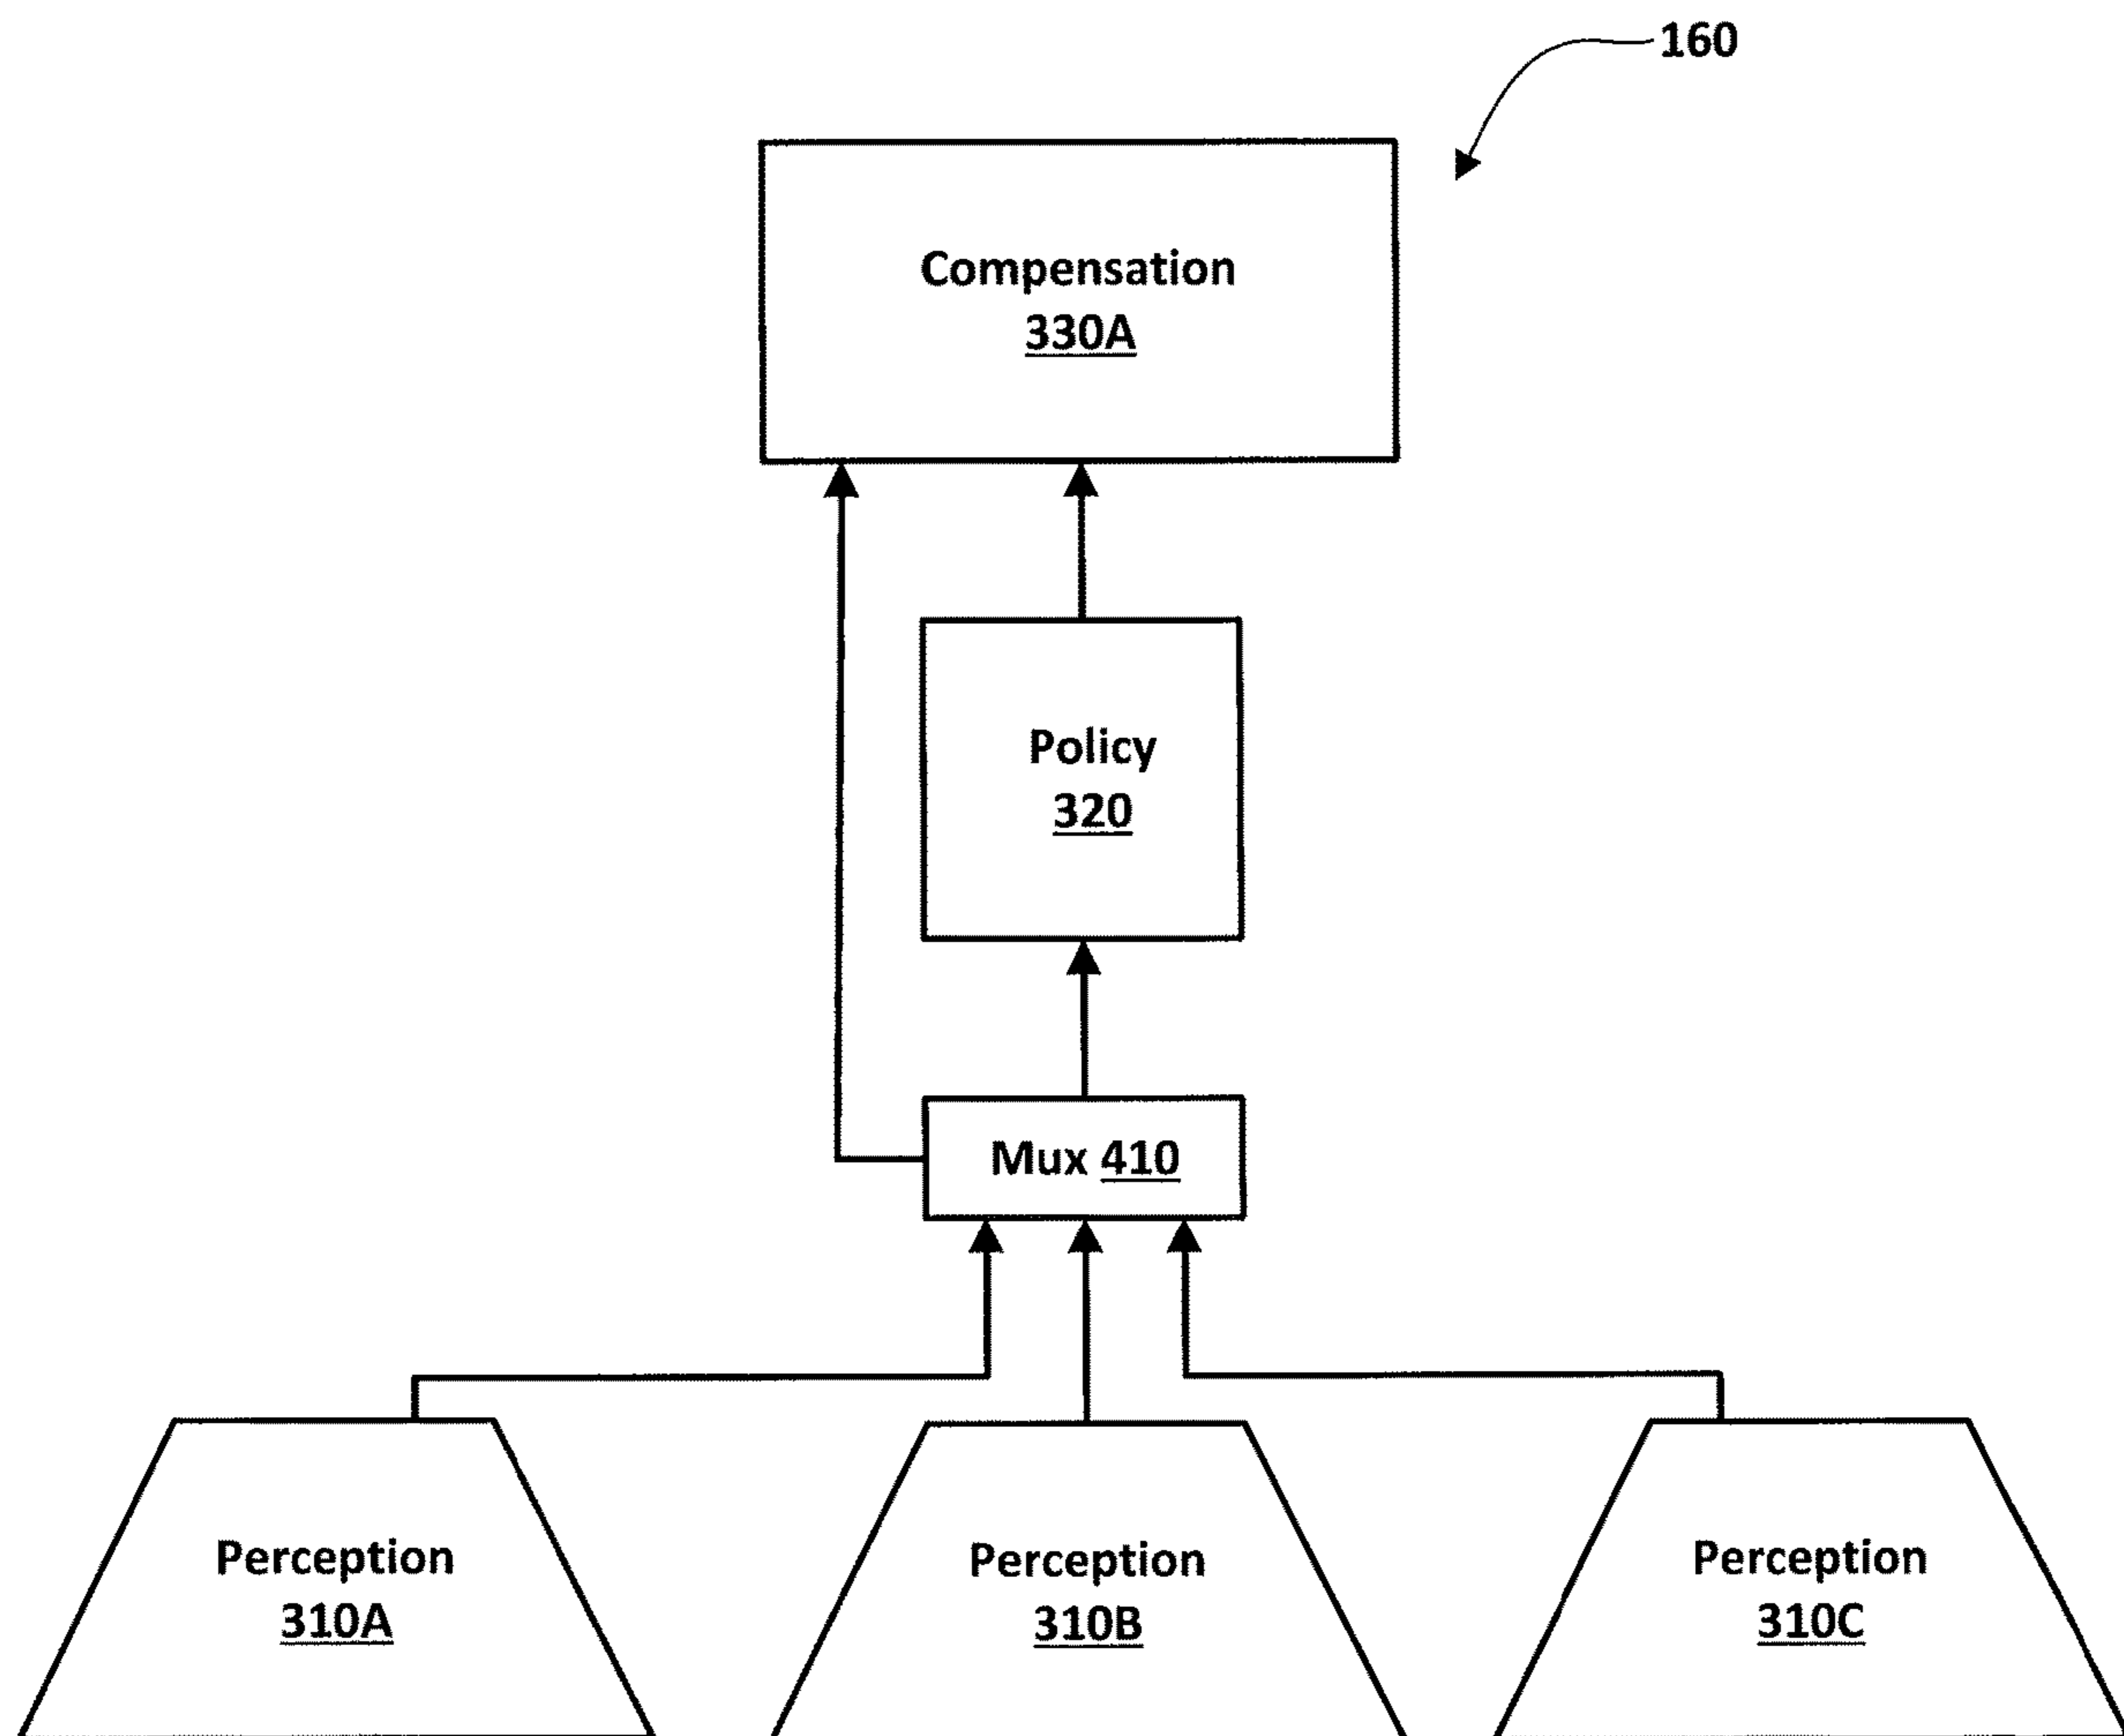 160
Compensation
330A
Policy
320
Mux 410
Perception
310A
Perception
310B
Perception
310C